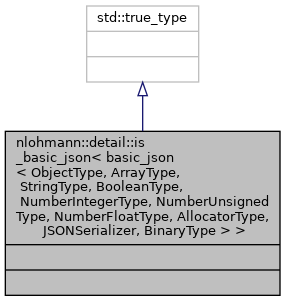 std::true_type
nlohmann::detail::is
_basic_json< basic_json
< ObjectType, ArrayType,
StringType, BooleanType,
NumberIntegerType, NumberUnsigned
Type, NumberFloatType, AllocatorType,
JSONSerializer, BinaryType > >